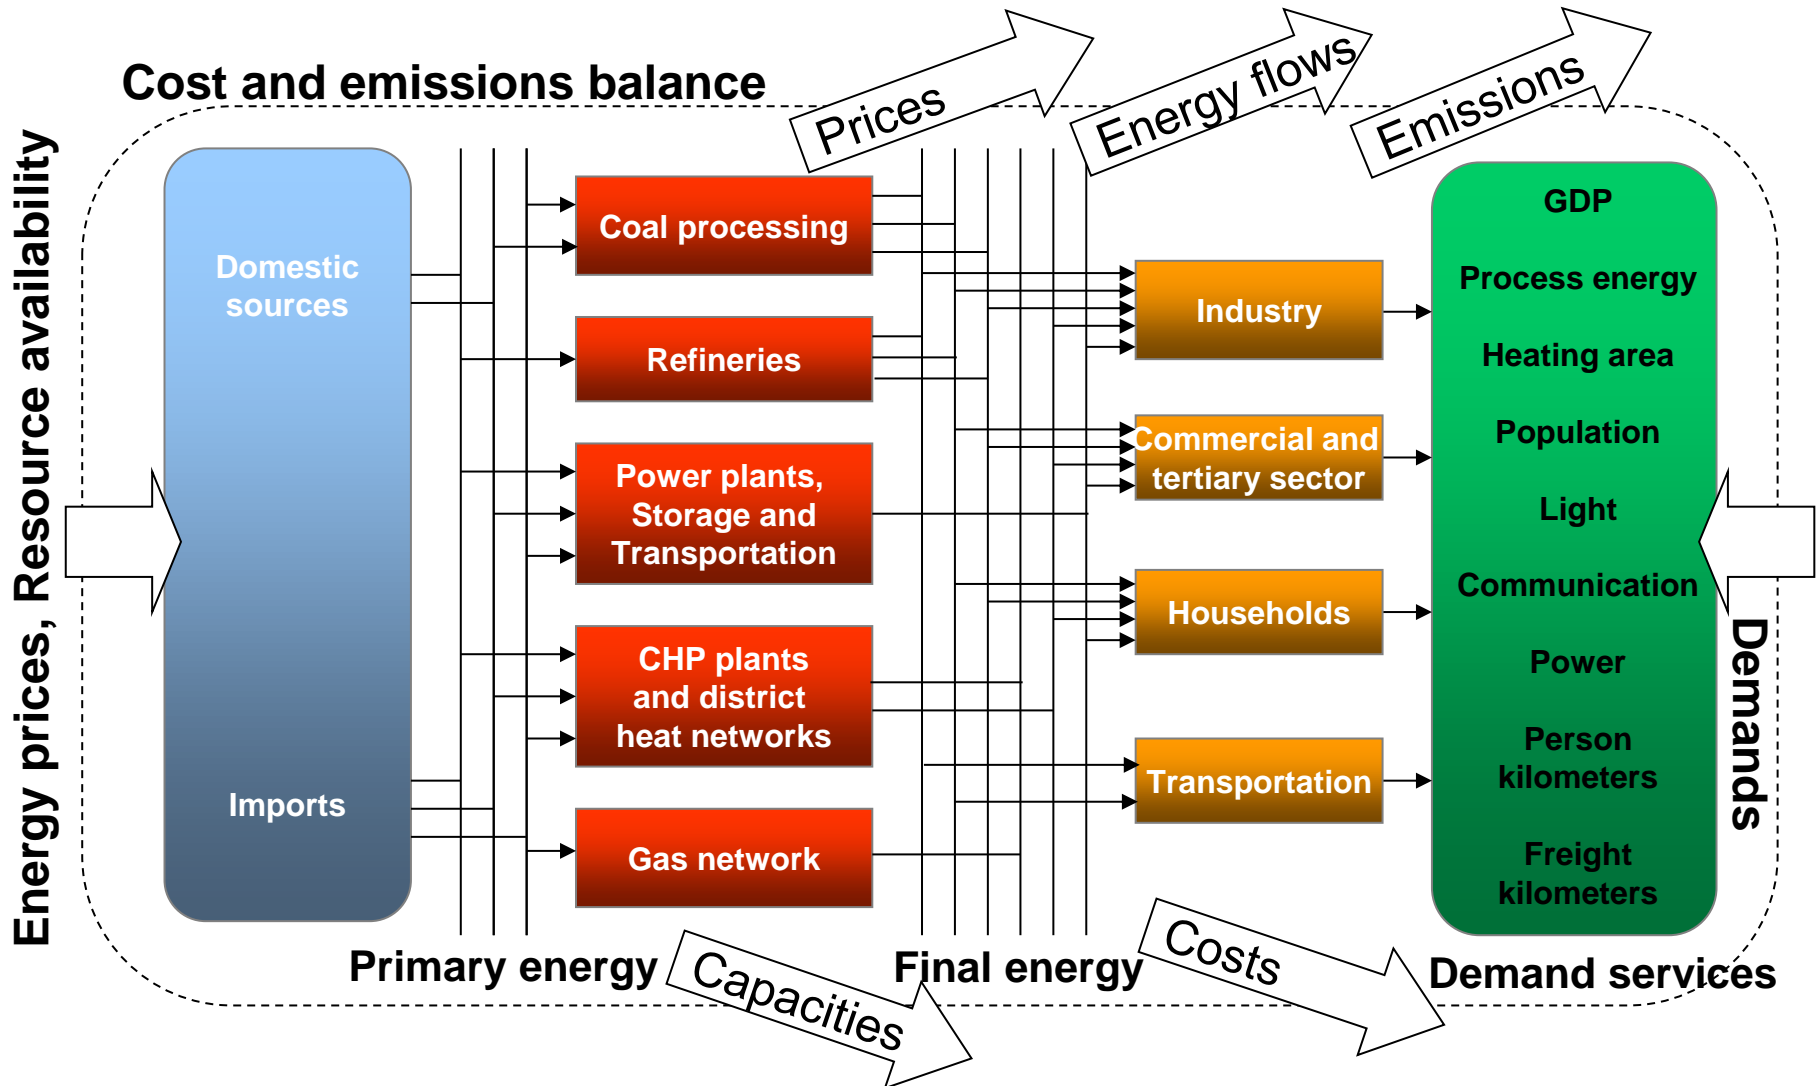 Cost and emissions balance
Prices
Energy flows
Emissions
Energy prices, Resource availability
Domestic
sources
Imports
Primary energy
Coal processing
Refineries
Power plants,
Storage and
Transportation
CHP plants
and district
heat networks
Gas network
Capacities
Final energy
Industry
Commercial and
tertiary sector
Households
Transportation
Costs
GDP
Process energy
Heating area
Population
Light
Communication
Power
Person
kilometers
Freight
kilometers
Demand services
Demands